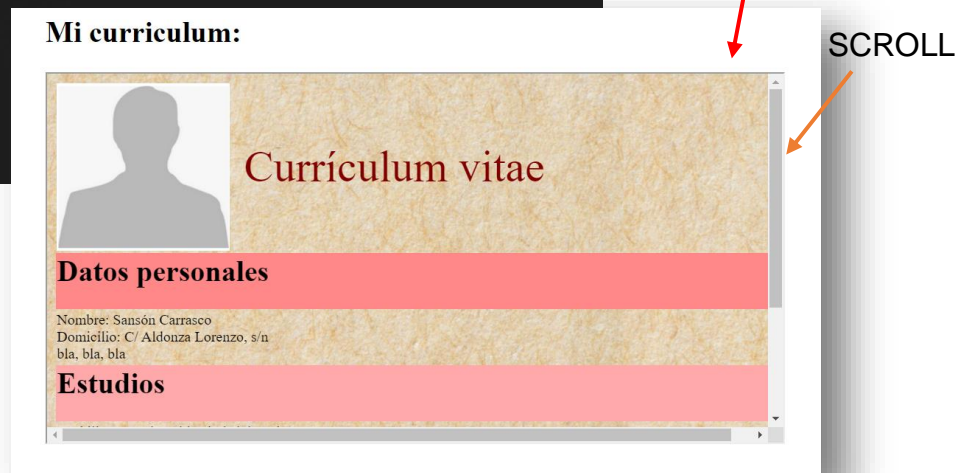 Mi curriculum:
SCROLL
Currículum vitae
Datos personales
Nombre: Sansón Carrasco
Domicilio: C/ Aldonza Lorenzo, s/n
bla, bla, bla
Estudios